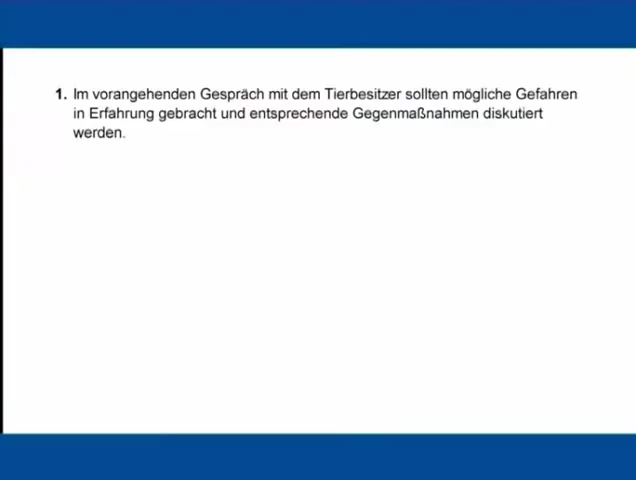 1. Im vorangehenden Gespräch mit dem Tierbesitzer sollten mögliche Gefahren
in Erfahrung gebracht und entsprechende Gegenmaßnahmen diskutiert
werden.